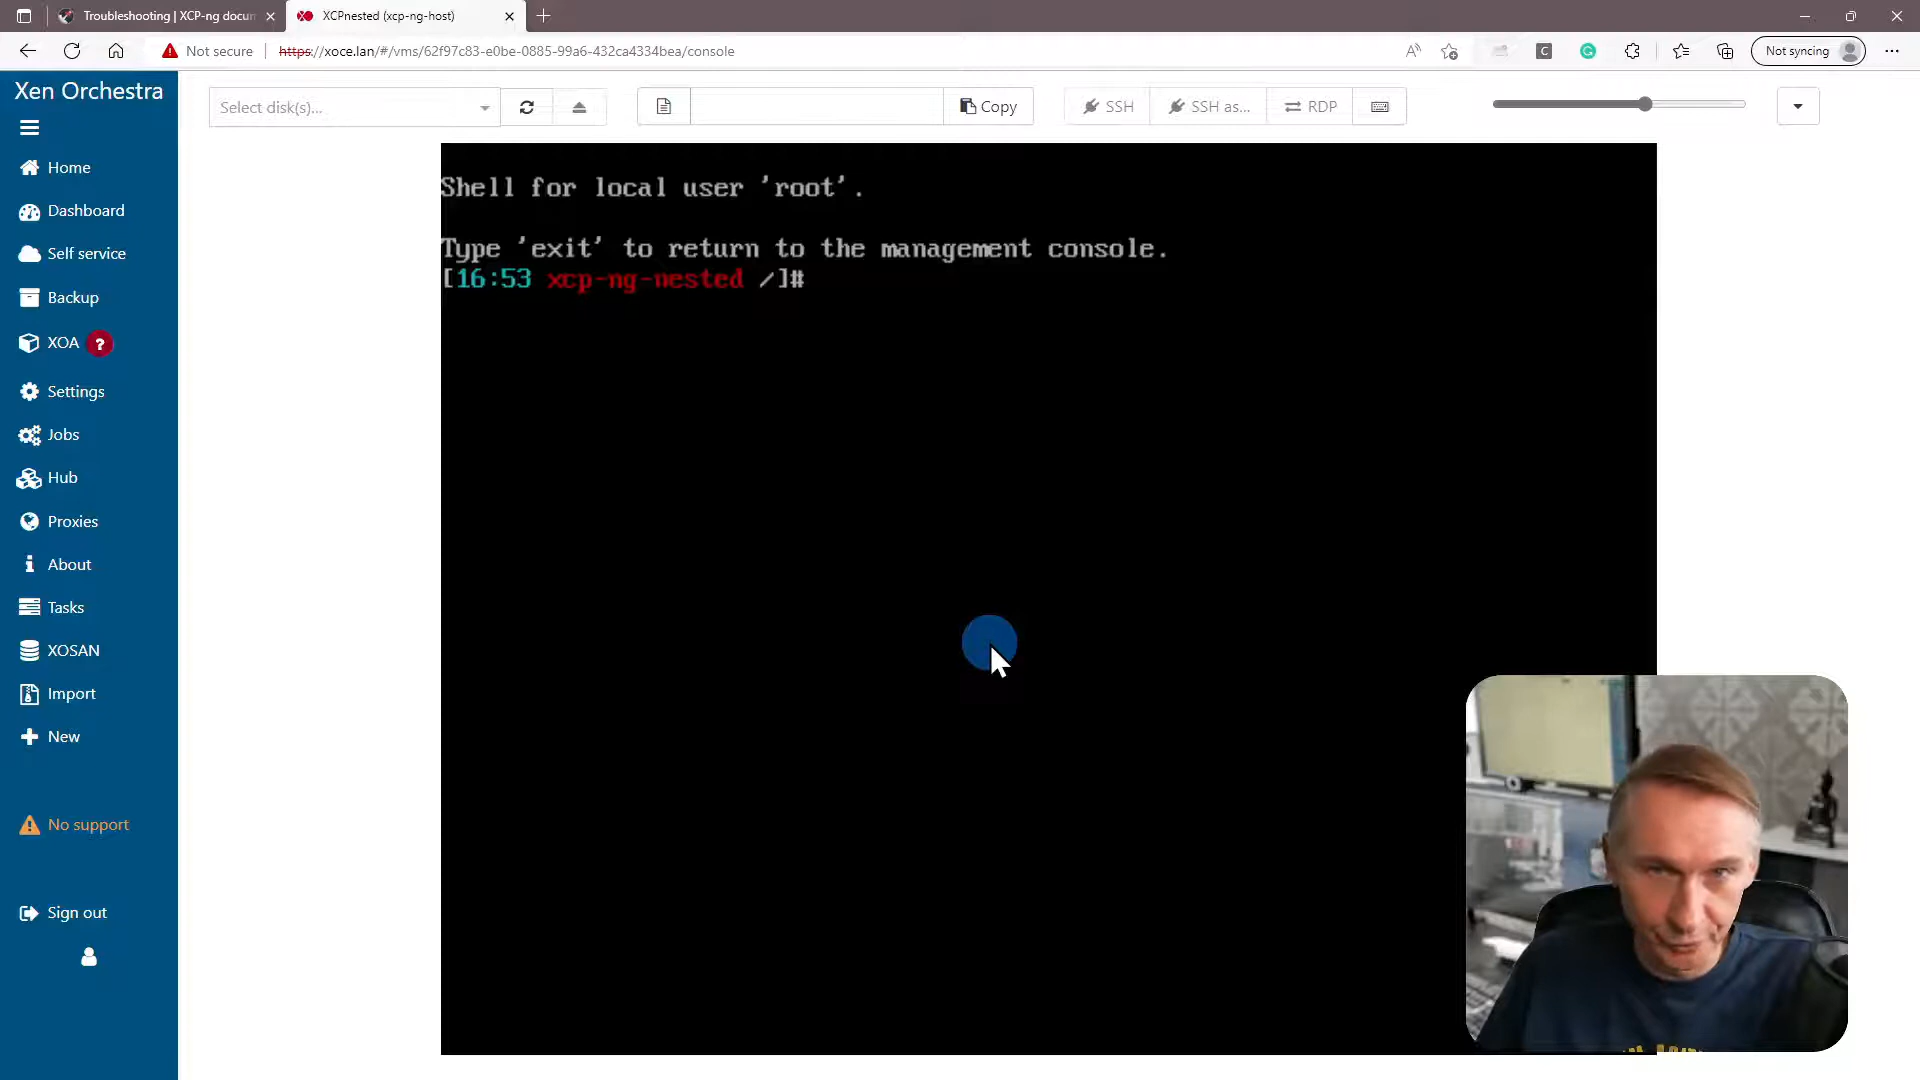 Troubleshooting | XCP-ng docum
XCPnested (xcp-ng-host)
Not secure
https://xoce.lan/#/vms/62f97c83-e0be-0885-99a6-432ca4334bea/console
Not syncing
Xen Orchestra
Select disk(s)...
Copy
SSH
SSH as...
RDP
Home
Dashboard
Self service
Backup
XOA ?
Settings
Jobs
Hub
Proxies
About
Tasks
XOSAN
Import
New
No support
Sign out
Shell for local user 'root'.
Type 'exit' to return to the management console.
[16:53 xcp-ng-nested /]#